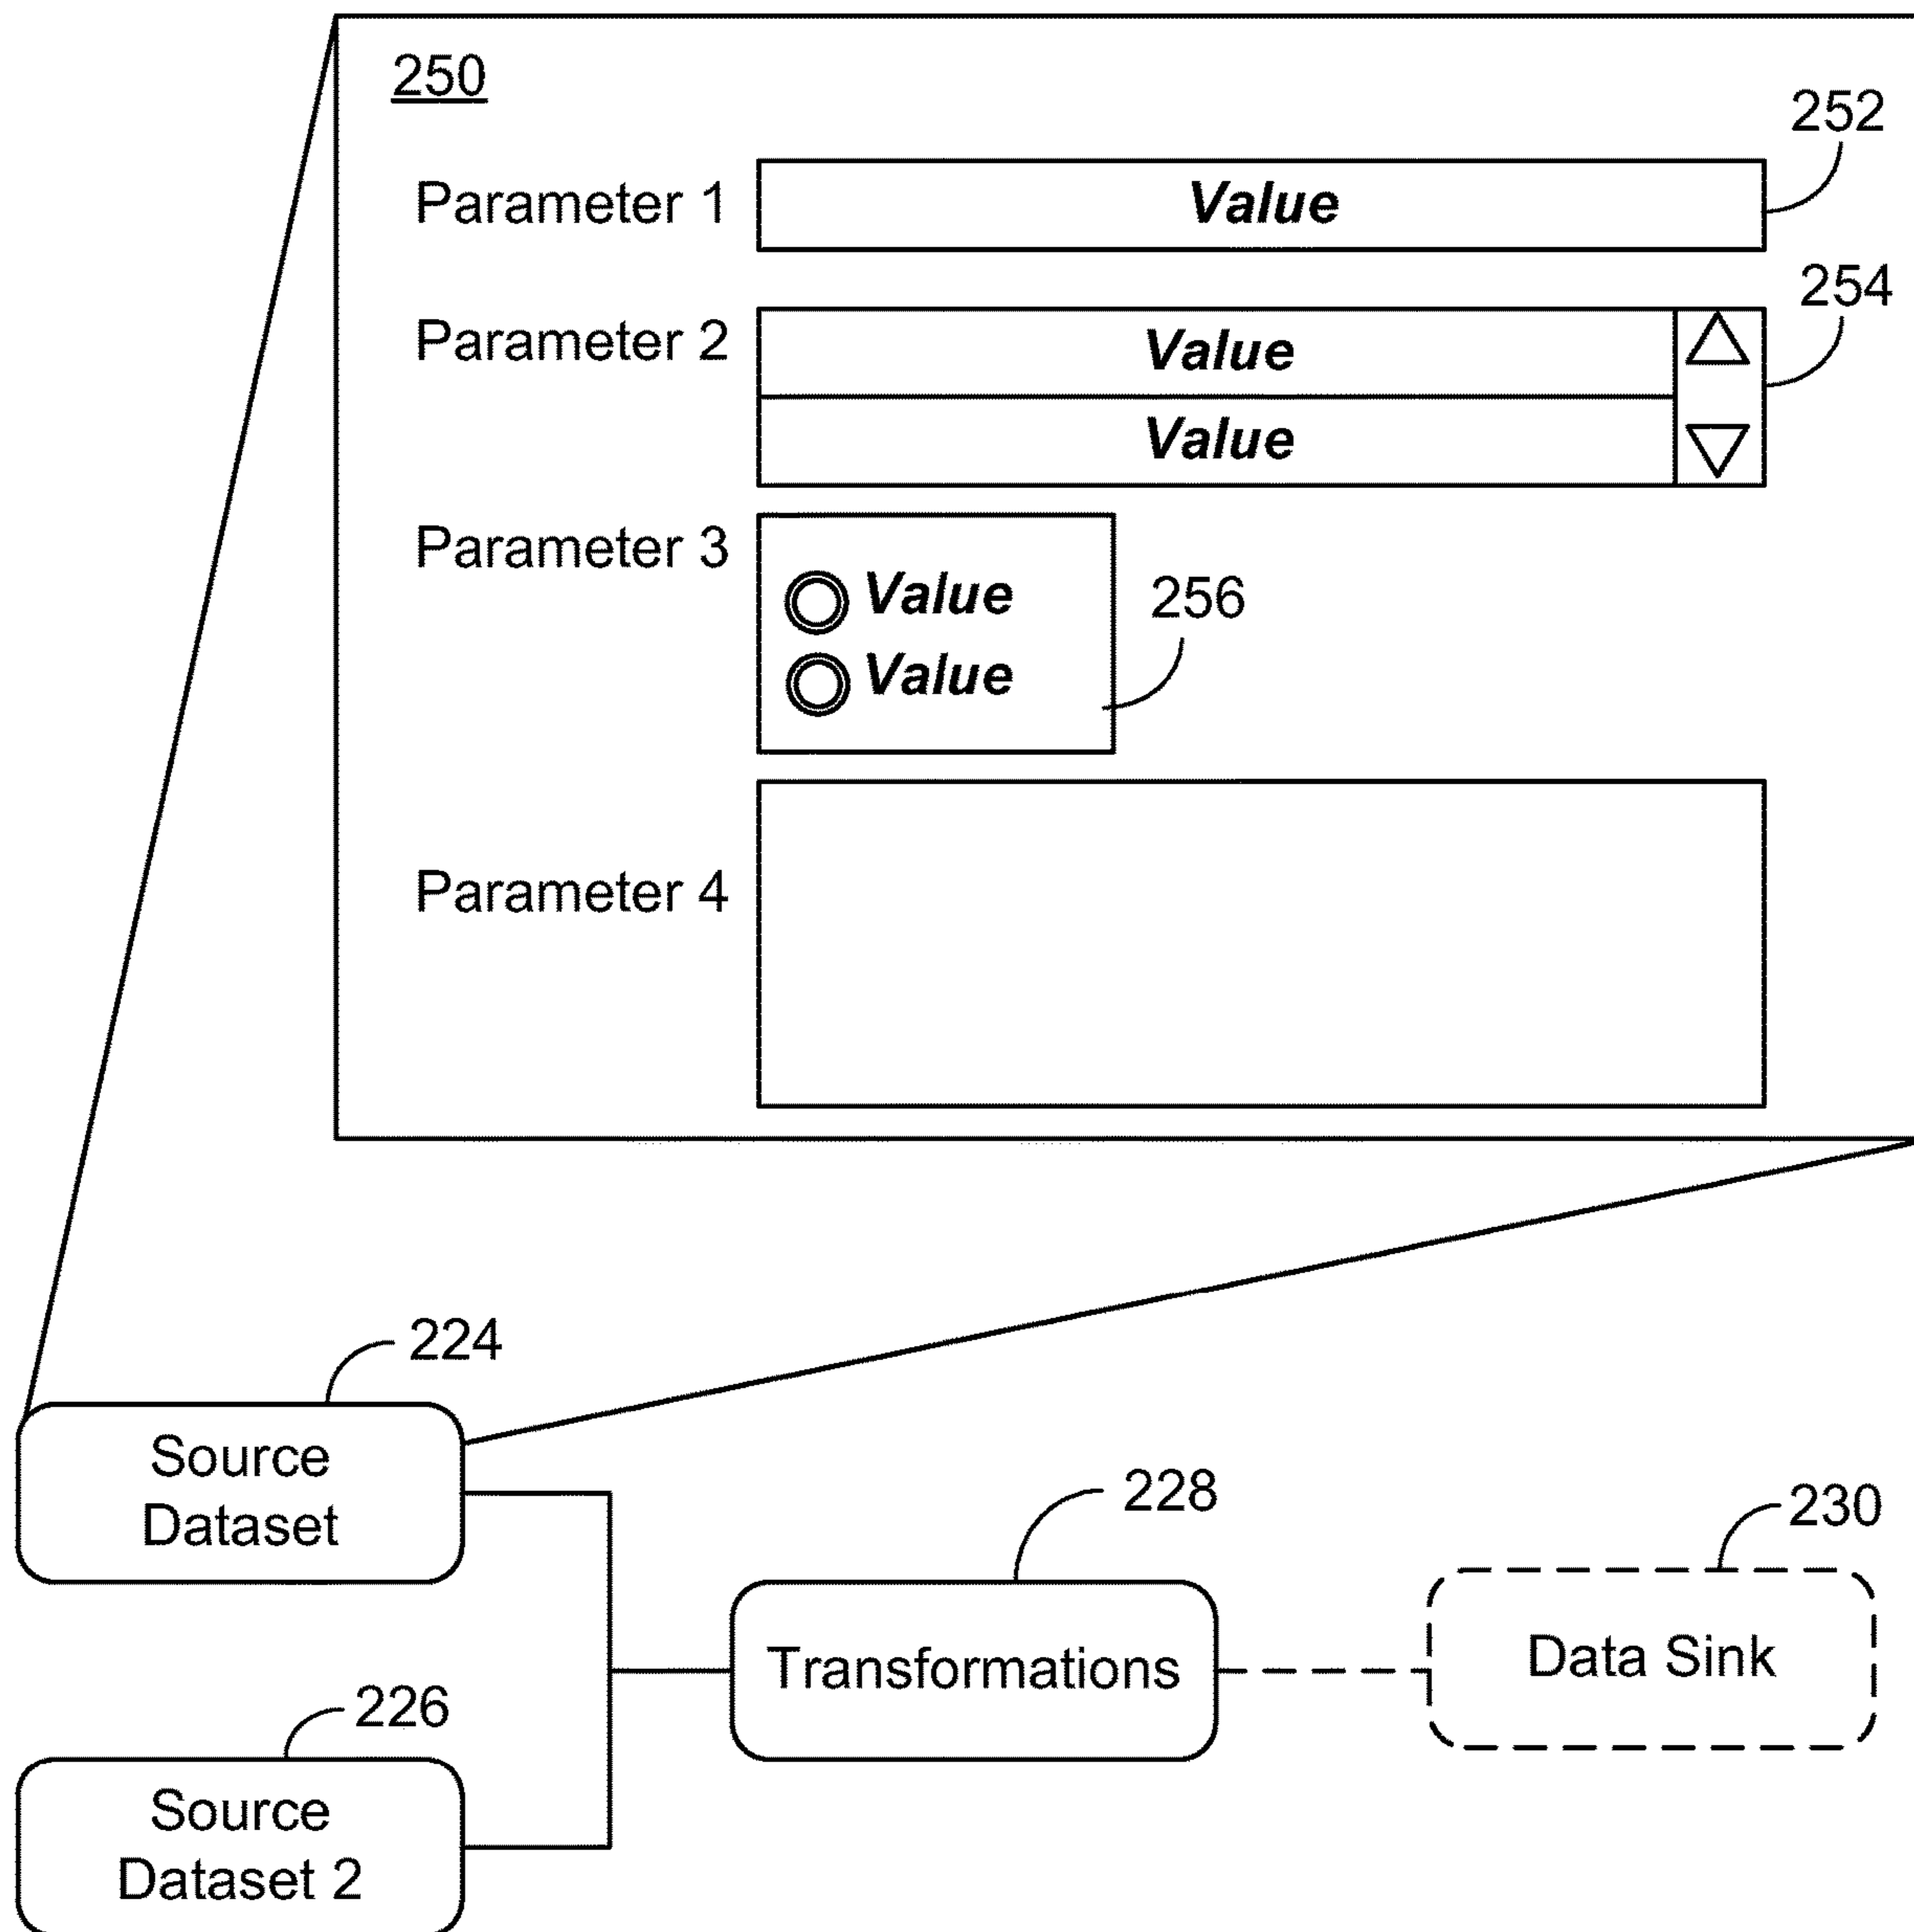 250
252
Parameter 1 Value
254
Parameter 2 Value
Value
Parameter 3
Value
256
Value
Parameter 4
224
Source
Dataset
228
230
Transformations
Data Sink
226
Source
Dataset 2